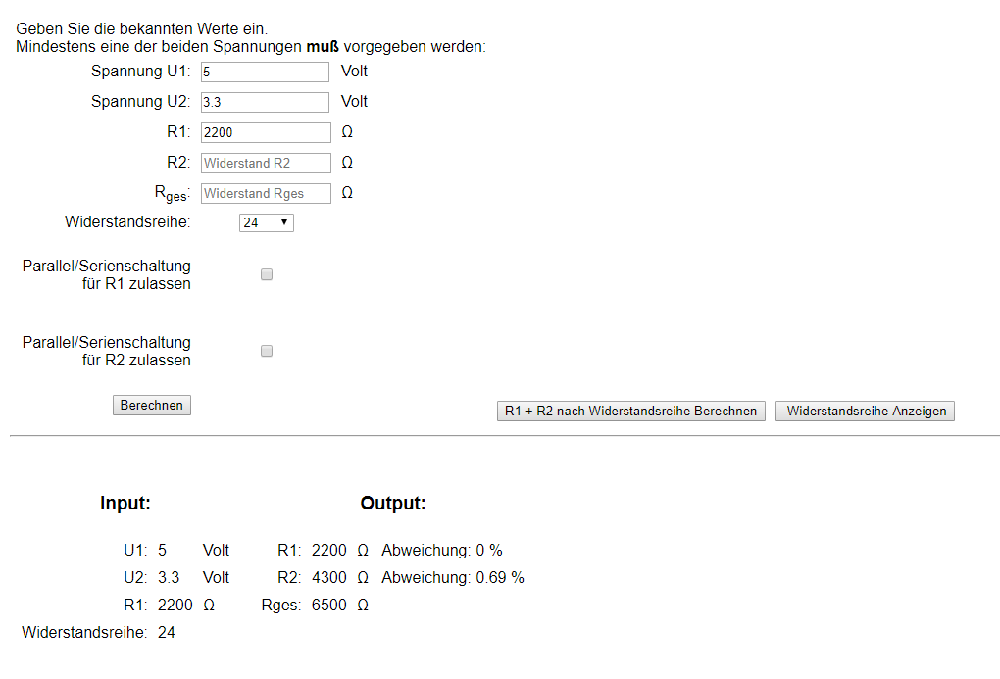 Geben Sie die bekannten Werte ein.
Mindestens eine der beiden Spannungen muß vorgegeben werden:
Spannung U1: 5 Volt
Spannung U2: 3.3 Volt
R1: 2200 Ω
R2: Widerstand R2 Ω
Rges: Widerstand Rges Ω
Widerstandsreihe: 24
Parallel/Serienschaltung
für R1 zulassen
Parallel/Serienschaltung
für R2 zulassen
Berechnen R1 + R2 nach Widerstandsreihe Berechnen Widerstandsreihe Anzeigen
Input: Output:
U1: 5 Volt R1: 2200 Ω Abweichung: 0 %
U2: 3.3 Volt R2: 4300 Ω Abweichung: 0.69 %
R1: 2200 Ω Rges: 6500 Ω
Widerstandsreihe: 24